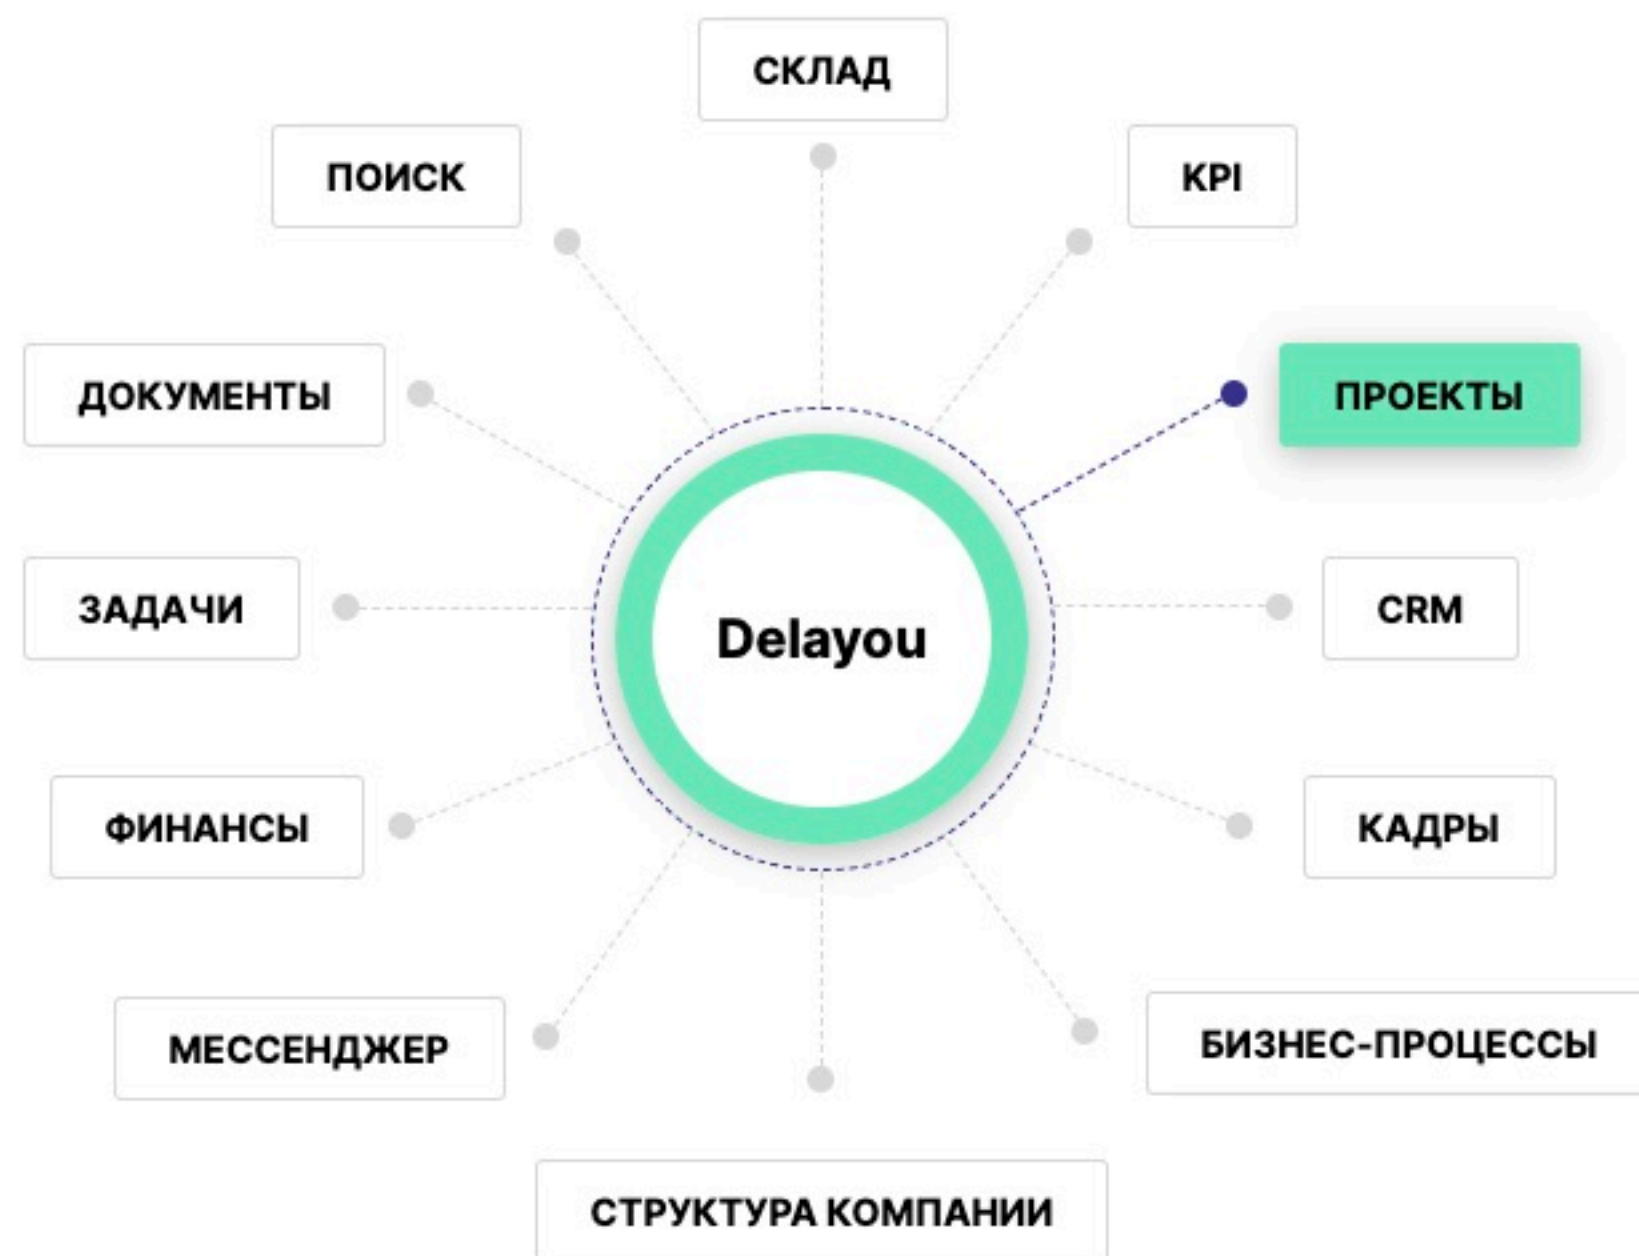 СКЛАД
ПОИСК
KPI
ДОКУМЕНТЫ
ПРОЕКТЫ
ЗАДАЧИ
Delayou
CRM
ФИНАНСЫ
КАДРЫ
МЕССЕНДЖЕР
БИЗНЕС-ПРОЦЕССЫ
СТРУКТУРА КОМПАНИИ